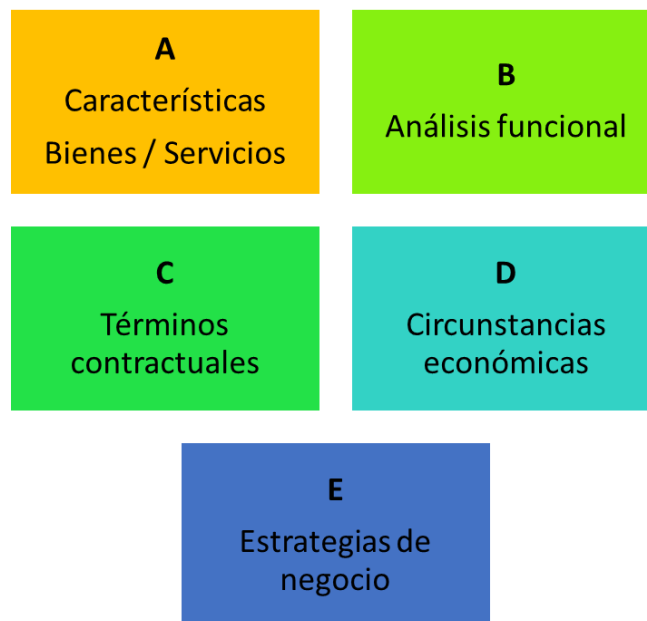 A
Características
Bienes / Servicios
B
Análisis funcional
C
Términos
contractuales
D
Circunstancias
económicas
E
Estrategias de
negocio